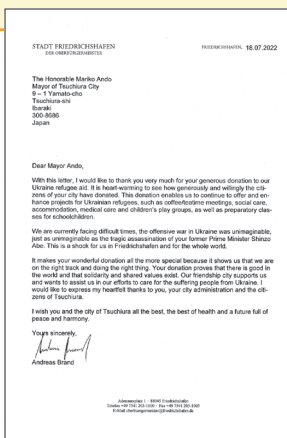 STADT FRIEDRICHSHAFEN
DER OBERBÜRGERMEISTER
FRIEDRICHSHAFEN, 18.07.2022
The Honorable Mariko Ando
Mayor of Tsuchiura City
9 – 1 Yamato-cho
Tsuchiura-shi
Ibaraki
300-8686
Japan
Dear Mayor Ando,
With this letter, I would like to thank you very much for your generous donation to our
Ukraine refugee aid. It is heart-warming to see how generously and willingly the citi-
zens of your city have donated. This donation enables us to continue to offer and en-
hance projects for Ukrainian refugees, such as coffee/teatime meetings, social care,
accommodation, medical care and children's play groups, as well as preparatory clas-
ses for schoolchildren.
We are currently facing difficult times, the offensive war in Ukraine was unimaginable,
just as unimaginable as the tragic assassination of your former Prime Minister Shinzo
Abe. This is a shock for us in Friedrichshafen and for the whole world.
It makes your wonderful donation all the more special because it shows us that we are
on the right track and doing the right thing. Your donation proves that there is good in
the world and that solidarity and shared values exist. Our friendship city supports us
and wants to assist us in our efforts to care for the suffering people from Ukraine. I
would like to express my heartfelt thanks to you, your city administration and the citi-
zens of Tsuchiura.
I wish you and the city of Tsuchiura all the best, the best of health and a future full of
peace and harmony.
Yours sincerely,
Andreas Brand
Adenauerplatz 1 · 88045 Friedrichshafen